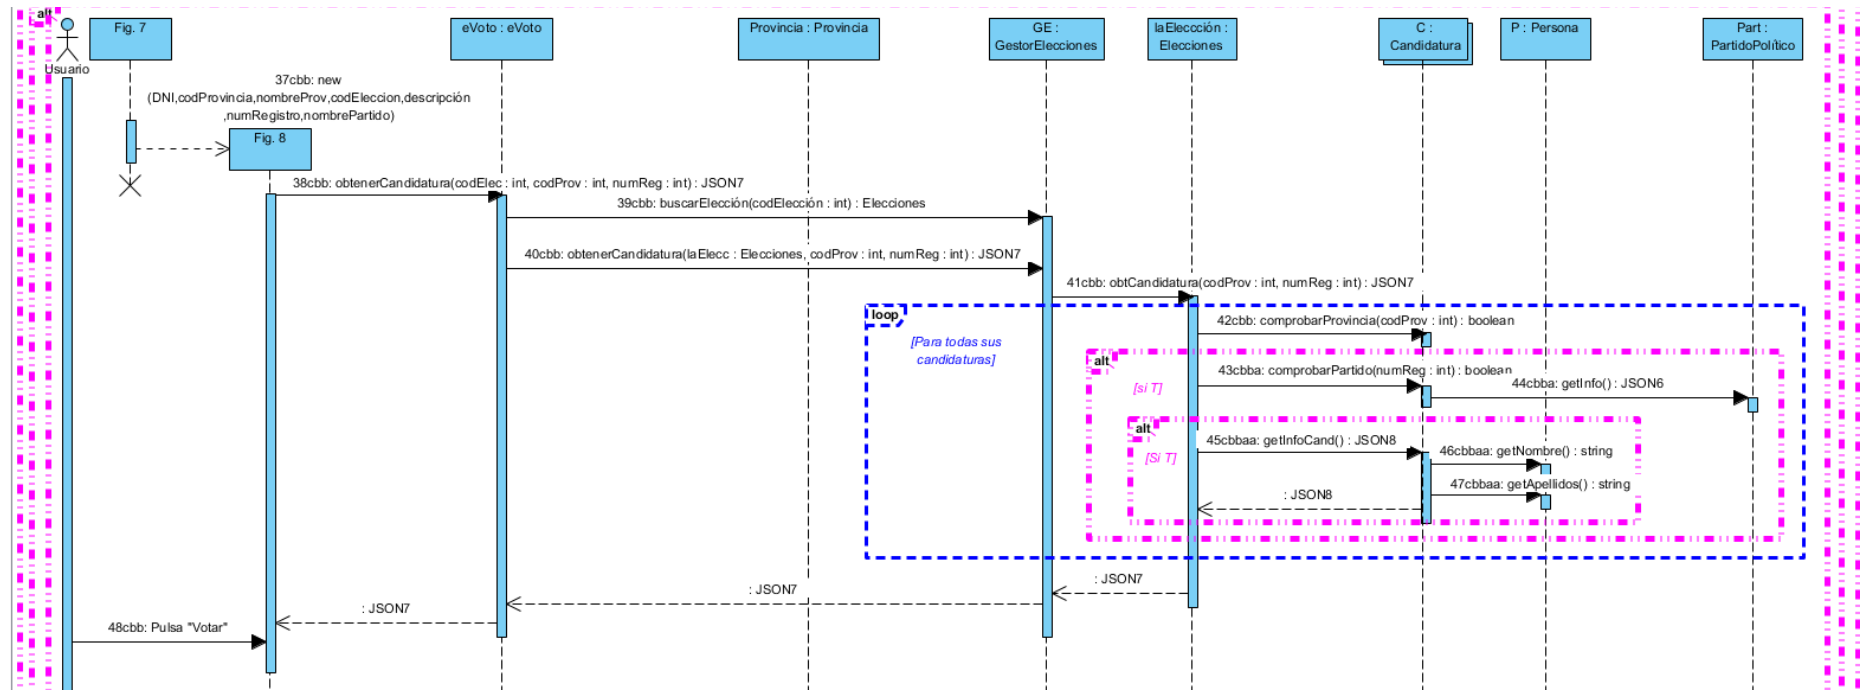 alt
Usuario
Fig. 7
eVoto : eVoto
Provincia : Provincia
GE :
GestorElecciones
laEleccción :
Elecciones
C :
Candidatura
P : Persona
Part :
PartidoPolítico
37cbb: new
(DNI,codProvincia,nombreProv,codEleccion,descripción
,numRegistro,nombrePartido)
Fig. 8
38cbb: obtenerCandidatura(codElec : int, codProv : int, numReg : int) : JSON7
39cbb: buscarElección(codElección : int) : Elecciones
40cbb: obtenerCandidatura(laElecc : Elecciones, codProv : int, numReg : int) : JSON7
41cbb: obtCandidatura(codProv : int, numReg : int) : JSON7
loop
[Para todas sus
candidaturas]
42cbb: comprobarProvincia(codProv : int) : boolean
alt
[si T]
43cbba: comprobarPartido(numReg : int) : boolean
44cbba: getInfo() : JSON6
alt
[Si T]
45cbbaa: getInfoCand() : JSON8
46cbbaa: getNombre() : string
47cbbaa: getApellidos() : string
: JSON8
: JSON7
: JSON7
: JSON7
48cbb: Pulsa "Votar"